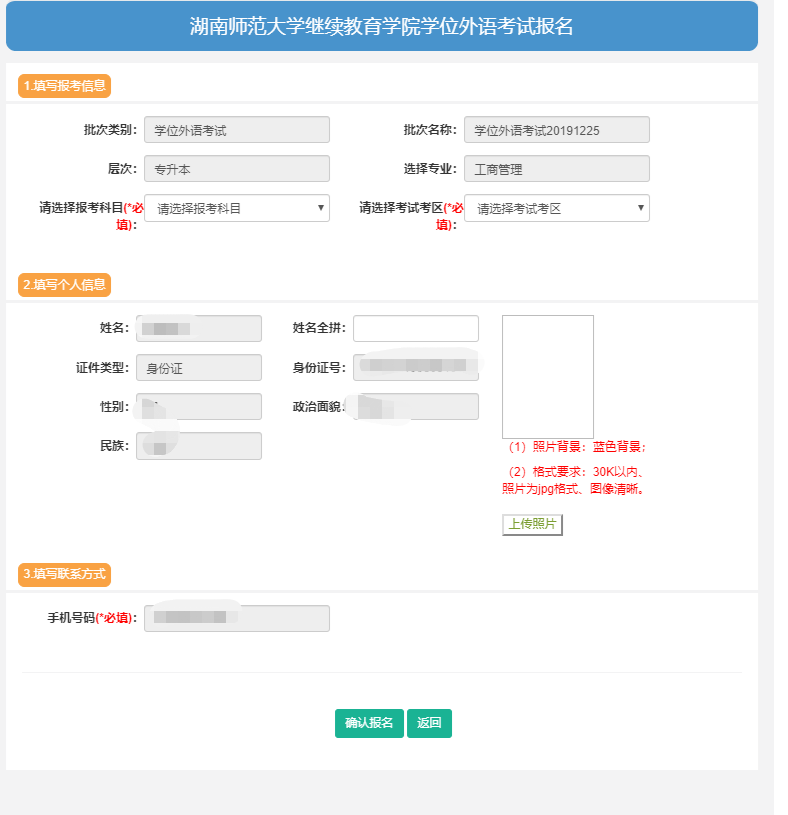 湖南师范大学继续教育学院学位外语考试报名
1.填写报考信息
批次类别： 学位外语考试 批次名称： 学位外语考试20191225
层次： 专升本 选择专业： 工商管理
请选择报考科目(*必填)： 请选择报考科目 请选择考试考区(*必填)： 请选择考试考区
2.填写个人信息
姓名： 姓名全拼：
证件类型： 身份证 身份证号：
性别： 政治面貌：
民族：
（1）照片背景：蓝色背景；
（2）格式要求：30K以内、
照片为jpg格式、图像清晰。
上传照片
3.填写联系方式
手机号码(*必填)：
确认报名 返回